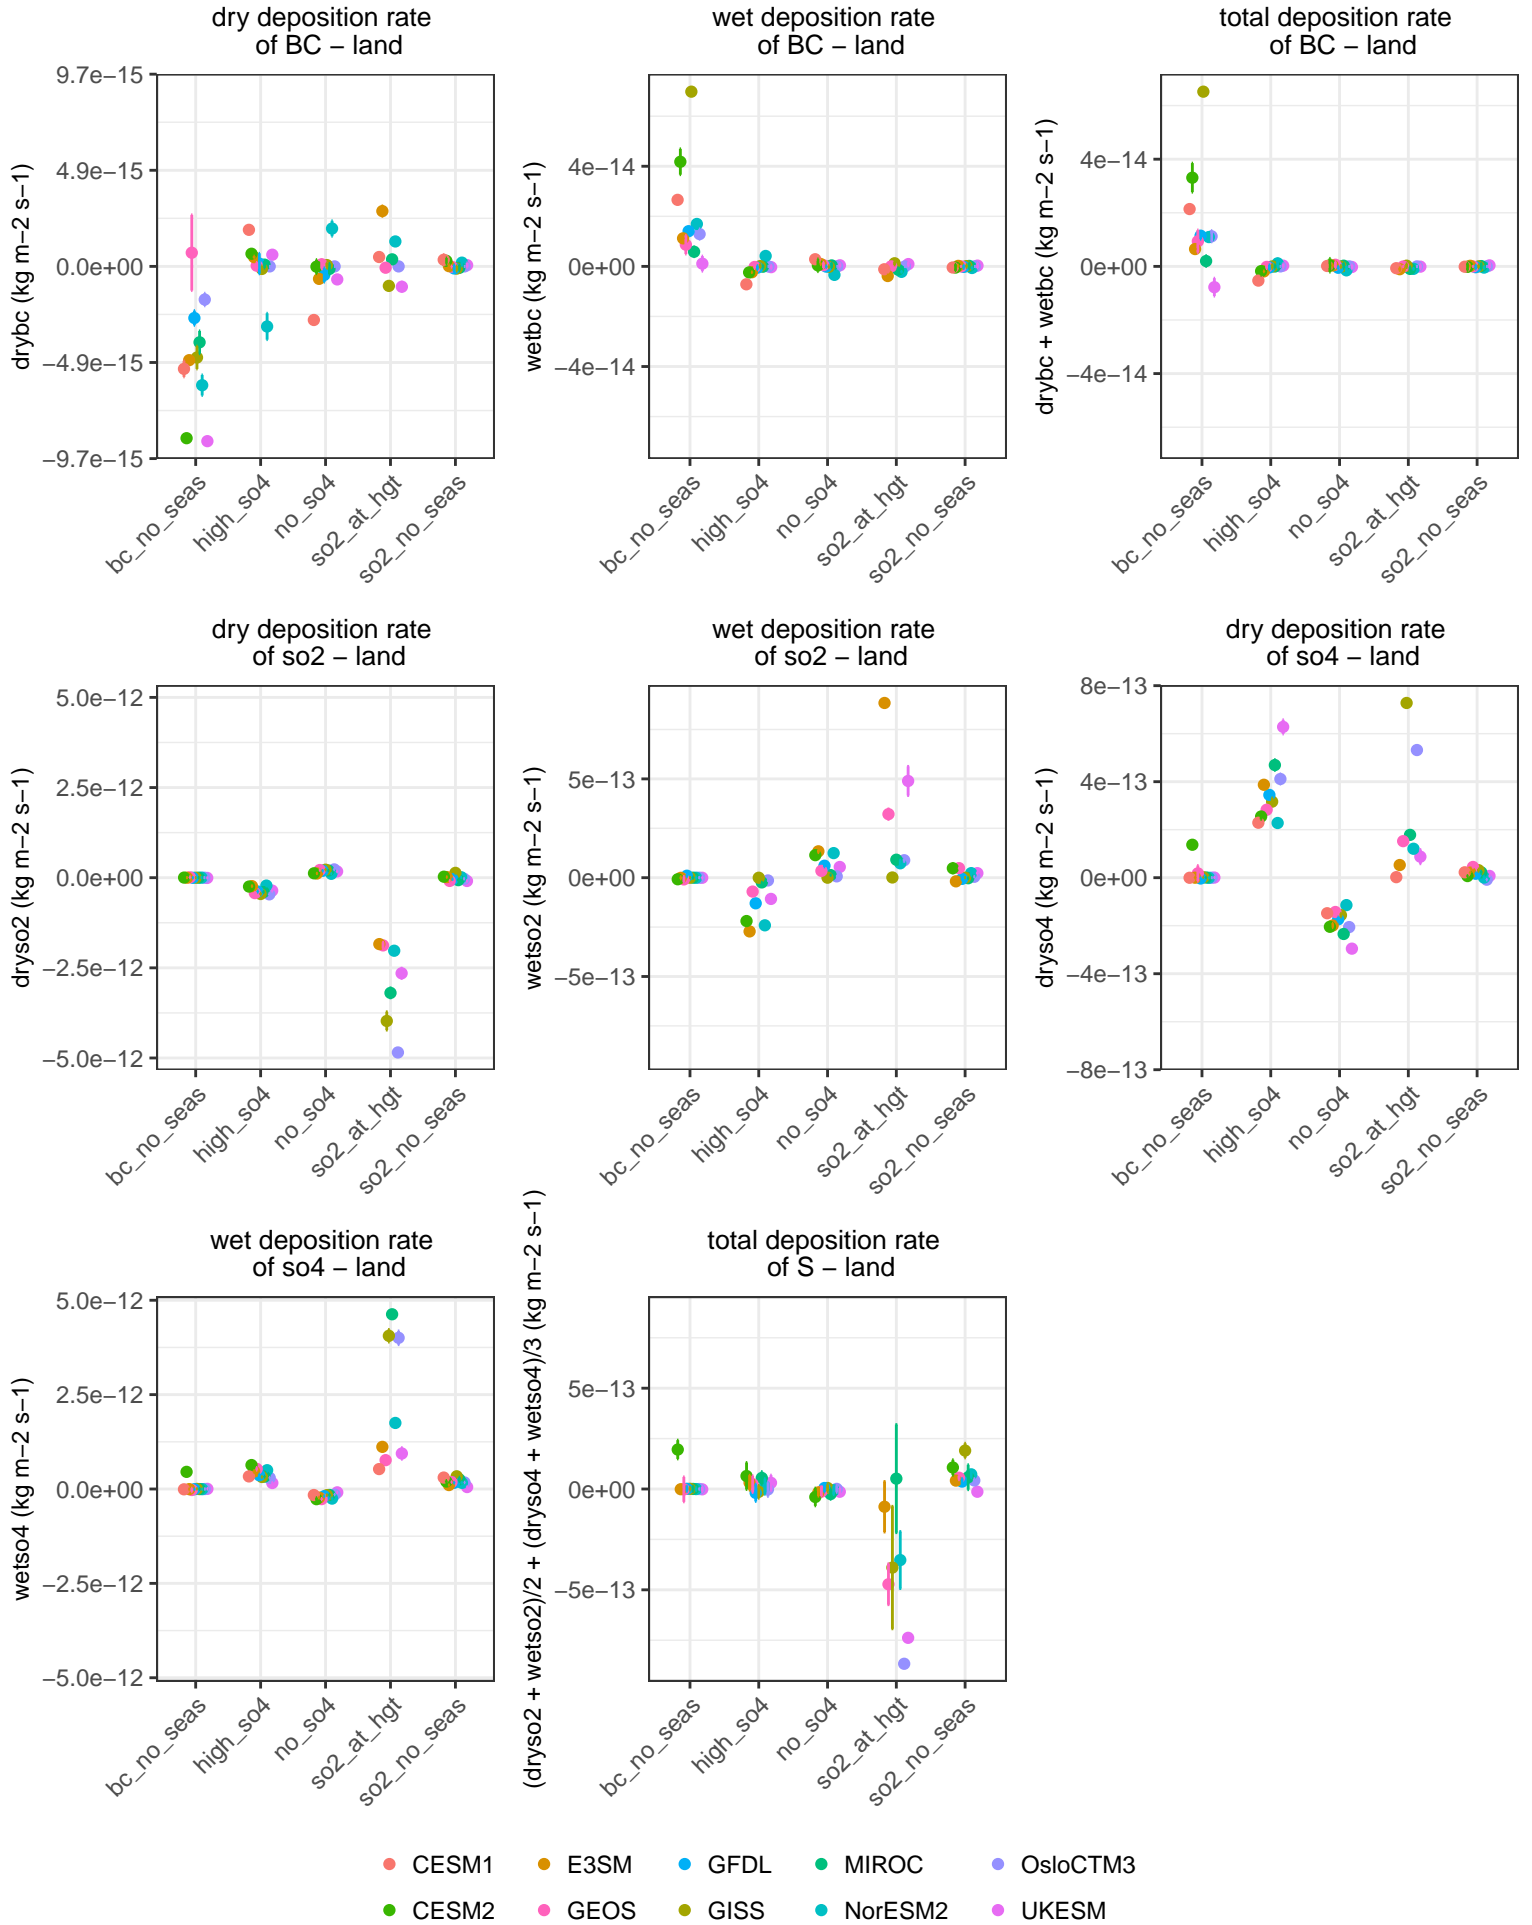 dry deposition rate
of BC − land
wet deposition rate
of BC − land
total deposition rate
of BC − land
drybc (kg m−2 s−1)
9.7e−15
4.9e−15
0.0e+00
−4.9e−15
−9.7e−15
bc_no_seas
high_so4
no_so4
so2_at_hgt
so2_no_seas
wetbc (kg m−2 s−1)
4e−14
0e+00
−4e−14
bc_no_seas
high_so4
no_so4
so2_at_hgt
so2_no_seas
drybc + wetbc (kg m−2 s−1)
4e−14
0e+00
−4e−14
bc_no_seas
high_so4
no_so4
so2_at_hgt
so2_no_seas
dry deposition rate
of so2 − land
wet deposition rate
of so2 − land
dry deposition rate
of so4 − land
dryso2 (kg m−2 s−1)
5.0e−12
2.5e−12
0.0e+00
−2.5e−12
−5.0e−12
bc_no_seas
high_so4
no_so4
so2_at_hgt
so2_no_seas
wetso2 (kg m−2 s−1)
5e−13
0e+00
−5e−13
bc_no_seas
high_so4
no_so4
so2_at_hgt
so2_no_seas
dryso4 (kg m−2 s−1)
8e−13
4e−13
0e+00
−4e−13
−8e−13
bc_no_seas
high_so4
no_so4
so2_at_hgt
so2_no_seas
wet deposition rate
of so4 − land
total deposition rate
of S − land
wetso4 (kg m−2 s−1)
5.0e−12
2.5e−12
0.0e+00
−2.5e−12
−5.0e−12
bc_no_seas
high_so4
no_so4
so2_at_hgt
so2_no_seas
(dryso2 + wetso2)/2 + (dryso4 + wetso4)/3 (kg m−2 s−1)
5e−13
0e+00
−5e−13
bc_no_seas
high_so4
no_so4
so2_at_hgt
so2_no_seas
CESM1
E3SM
GFDL
MIROC
OsloCTM3
CESM2
GEOS
GISS
NorESM2
UKESM